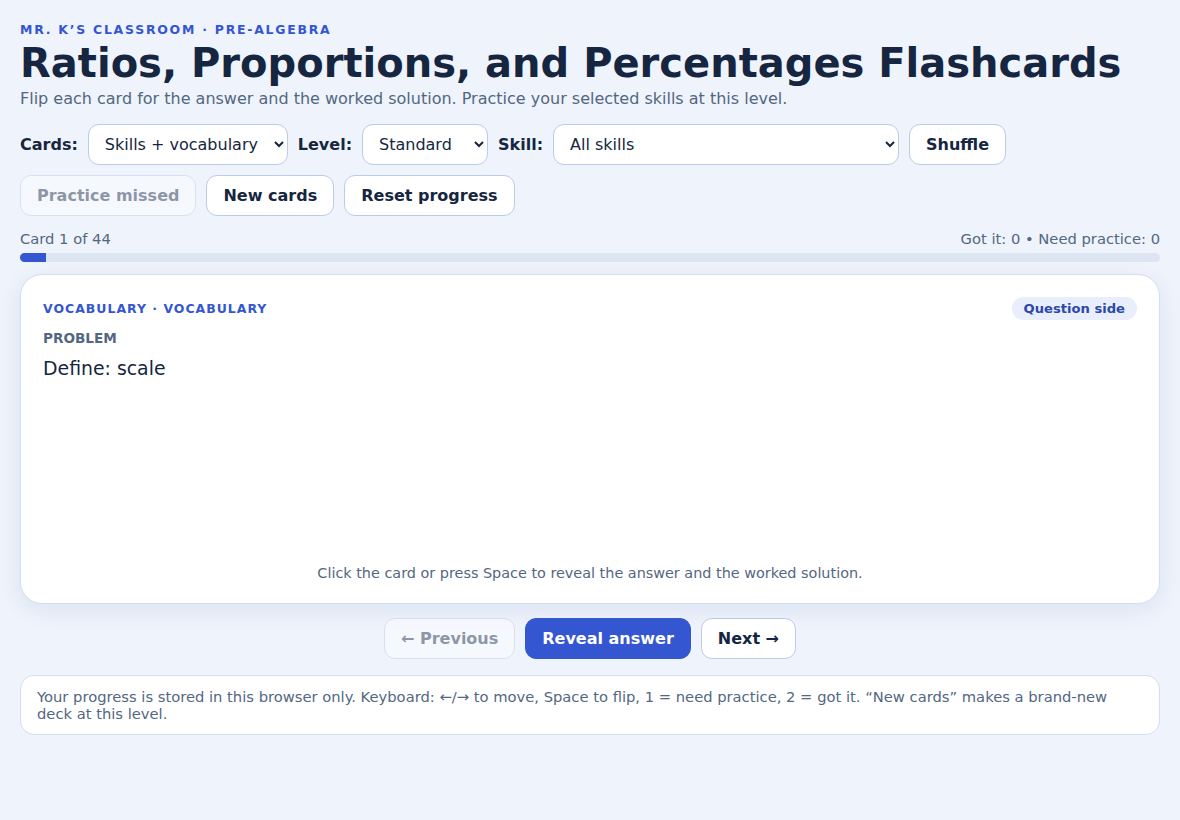 MR. K’S CLASSROOM · PRE-ALGEBRA
Ratios, Proportions, and Percentages Flashcards
Flip each card for the answer and the worked solution. Practice your selected skills at this level.
Cards: Skills + vocabulary Level: Standard Skill: All skills Shuffle
Practice missed New cards Reset progress
Card 1 of 44 Got it: 0 • Need practice: 0
VOCABULARY · VOCABULARY Question side
PROBLEM
Define: scale
Click the card or press Space to reveal the answer and the worked solution.
← Previous Reveal answer Next →
Your progress is stored in this browser only. Keyboard: ←/→ to move, Space to flip, 1 = need practice, 2 = got it. “New cards” makes a brand-new
deck at this level.